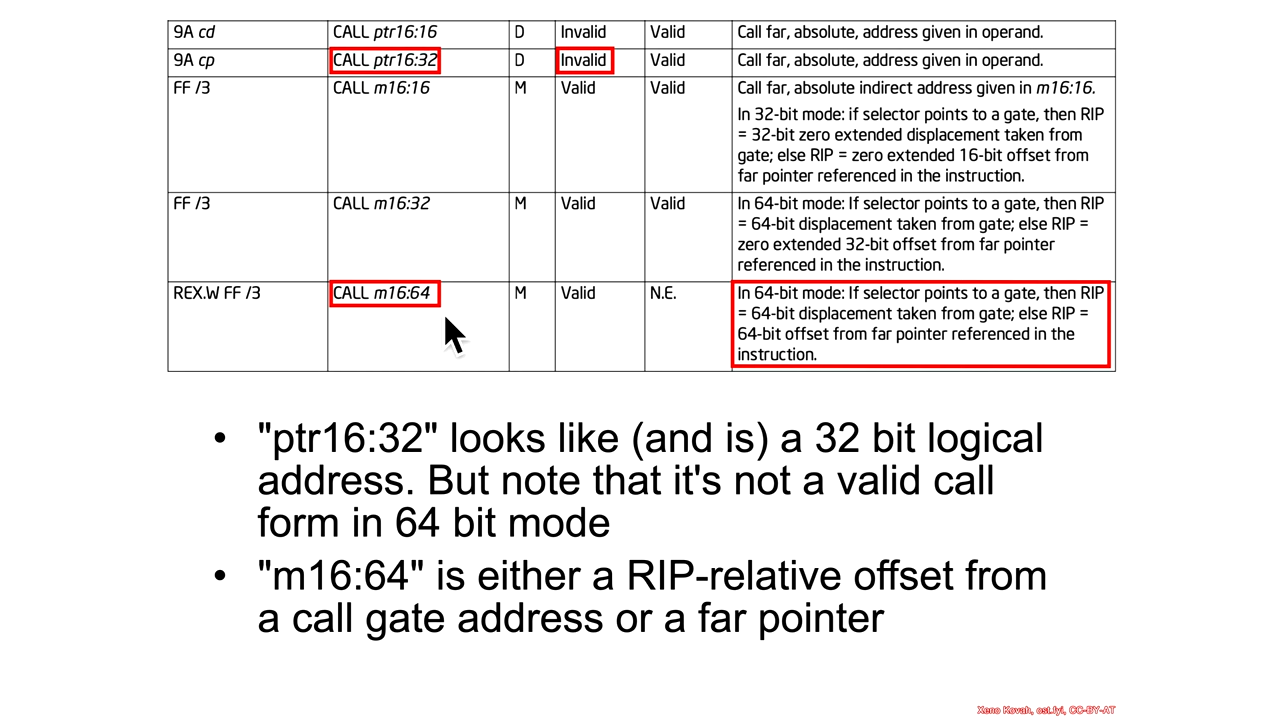 9A cd CALL ptr16:16 D Invalid Valid Call far, absolute, address given in operand.
9A cp CALL ptr16:32 D Invalid Valid Call far, absolute, address given in operand.
FF /3 CALL m16:16 M Valid Valid Call far, absolute indirect address given in m16:16.
In 32-bit mode: if selector points to a gate, then RIP
= 32-bit zero extended displacement taken from
gate; else RIP = zero extended 16-bit offset from
far pointer referenced in the instruction.
FF /3 CALL m16:32 M Valid Valid In 64-bit mode: If selector points to a gate, then RIP
= 64-bit displacement taken from gate; else RIP =
zero extended 32-bit offset from far pointer
referenced in the instruction.
REX.W FF /3 CALL m16:64 M Valid N.E. In 64-bit mode: If selector points to a gate, then RIP
= 64-bit displacement taken from gate; else RIP =
64-bit offset from far pointer referenced in the
instruction.
• "ptr16:32" looks like (and is) a 32 bit logical
address. But note that it's not a valid call
form in 64 bit mode
• "m16:64" is either a RIP-relative offset from
a call gate address or a far pointer
Xeno Kovah, ost.fyi, CC-BY-AT